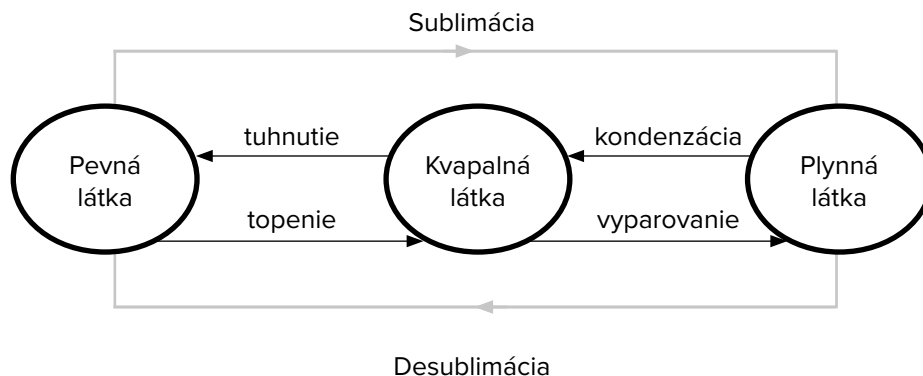 Sublimácia
tuhnutie
kondenzácia
Pevná
látka
Kvapalná
látka
Plynná
látka
topenie
vyparovanie
Desublimácia